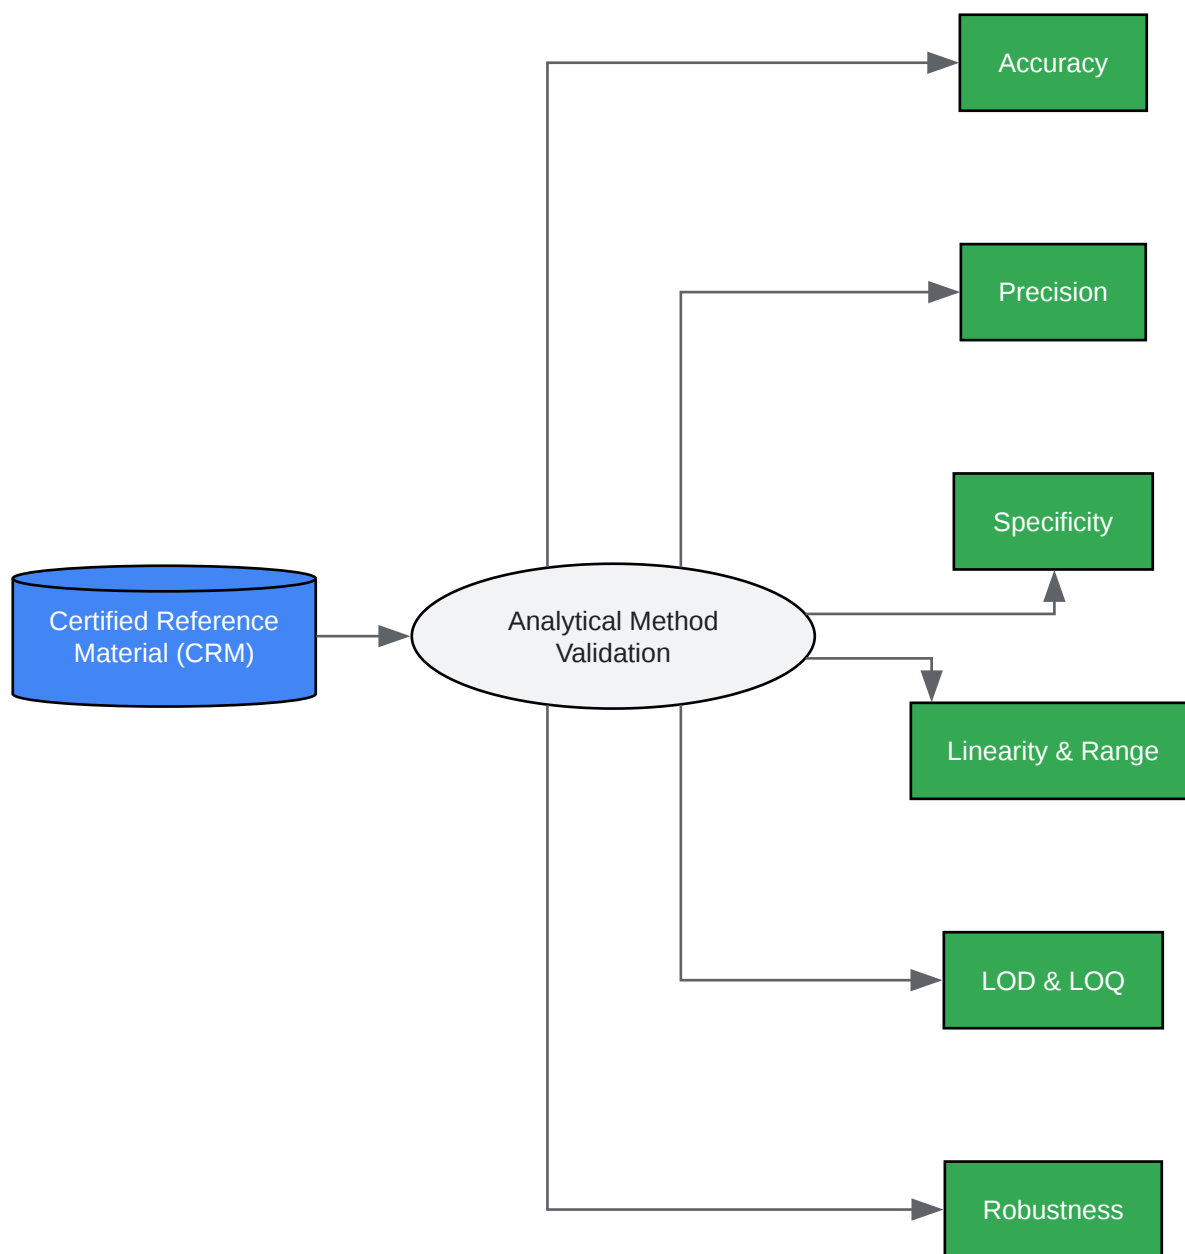 Accuracy
Precision
Specificity
Certified Reference
Material (CRM)
Analytical Method
Validation
Linearity & Range
LOD & LOQ
Robustness